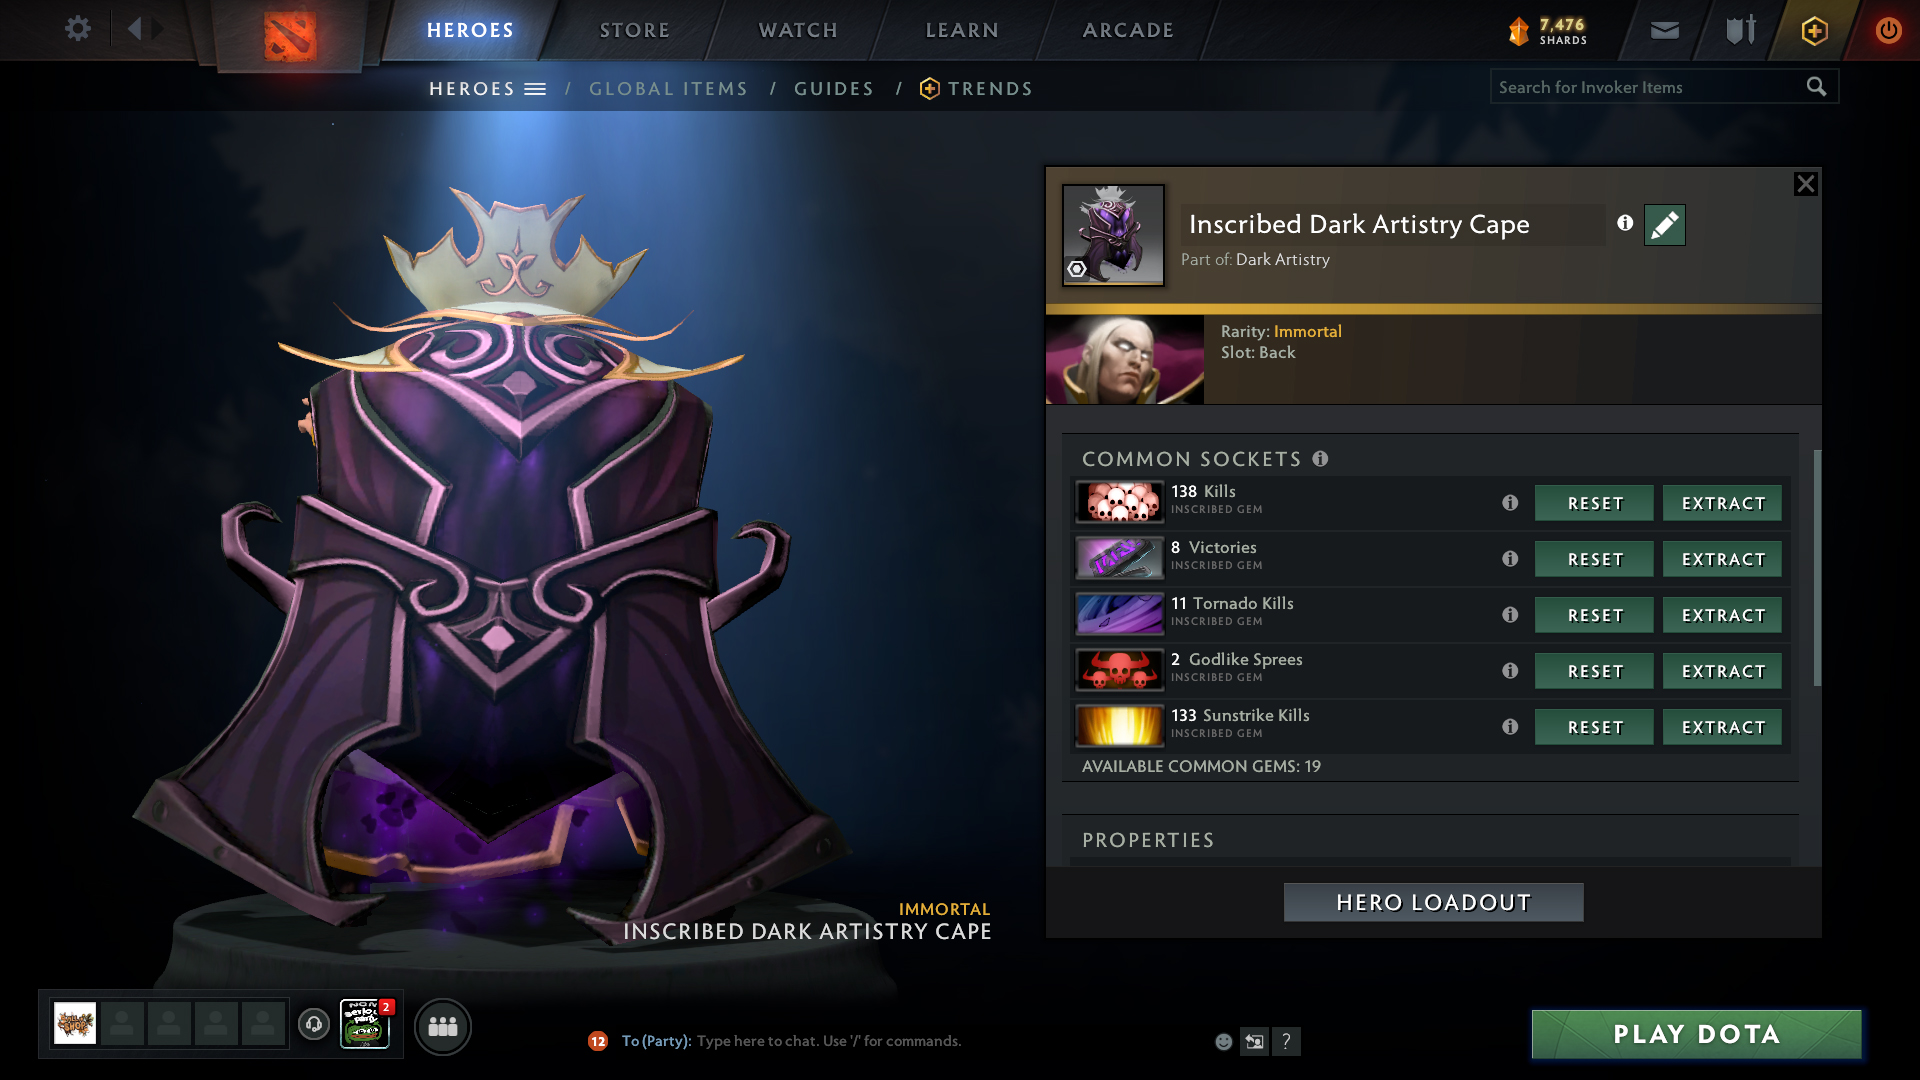 HEROES
STORE
WATCH
LEARN
ARCADE
7,476
SHARDS
HEROES / GLOBAL ITEMS / GUIDES / TRENDS
Search for Invoker Items
Inscribed Dark Artistry Cape
Part of: Dark Artistry
Rarity: Immortal
Slot: Back
COMMON SOCKETS
138 Kills
INSCRIBED GEM
RESET
EXTRACT
8 Victories
INSCRIBED GEM
RESET
EXTRACT
11 Tornado Kills
INSCRIBED GEM
RESET
EXTRACT
2 Godlike Sprees
INSCRIBED GEM
RESET
EXTRACT
133 Sunstrike Kills
INSCRIBED GEM
RESET
EXTRACT
AVAILABLE COMMON GEMS: 19
PROPERTIES
HERO LOADOUT
IMMORTAL
INSCRIBED DARK ARTISTRY CAPE
2
12
To (Party): Type here to chat. Use '/' for commands.
?
PLAY DOTA